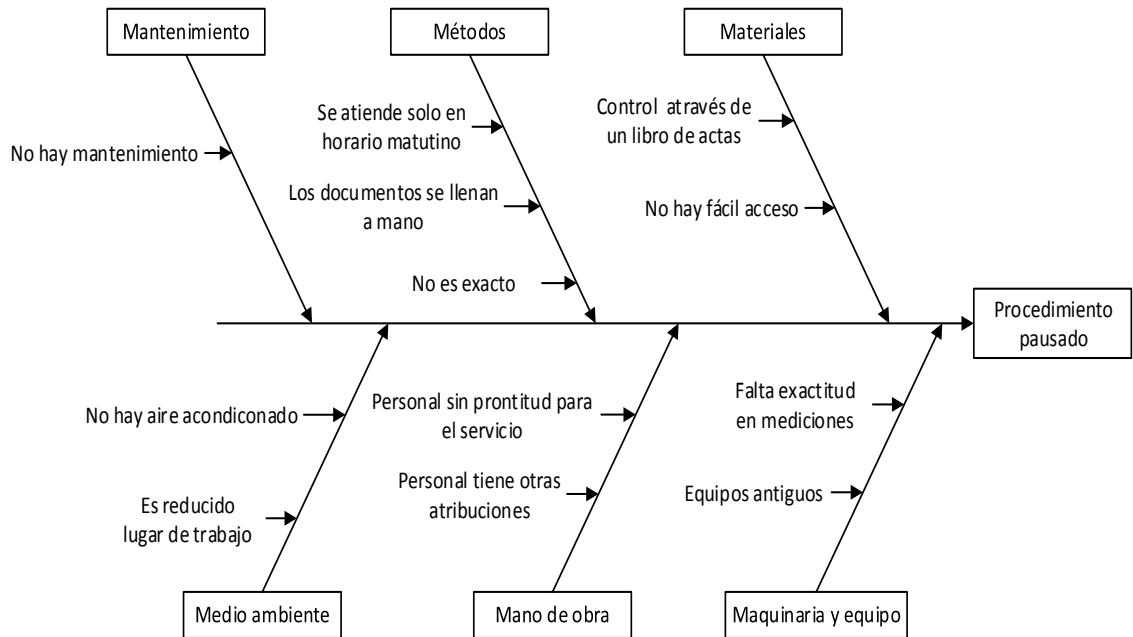 Mantenimiento
Métodos
Materiales
Se atiende solo en
horario matutino
Control através de
un libro de actas
No hay mantenimiento
Los documentos se llenan
a mano
No hay fácil acceso
No es exacto
Procedimiento
pausado
No hay aire acondiconado
Personal sin prontitud para
el servicio
Falta exactitud
en mediciones
Es reducido
lugar de trabajo
Personal tiene otras
atribuciones
Equipos antiguos
Medio ambiente
Mano de obra
Maquinaria y equipo